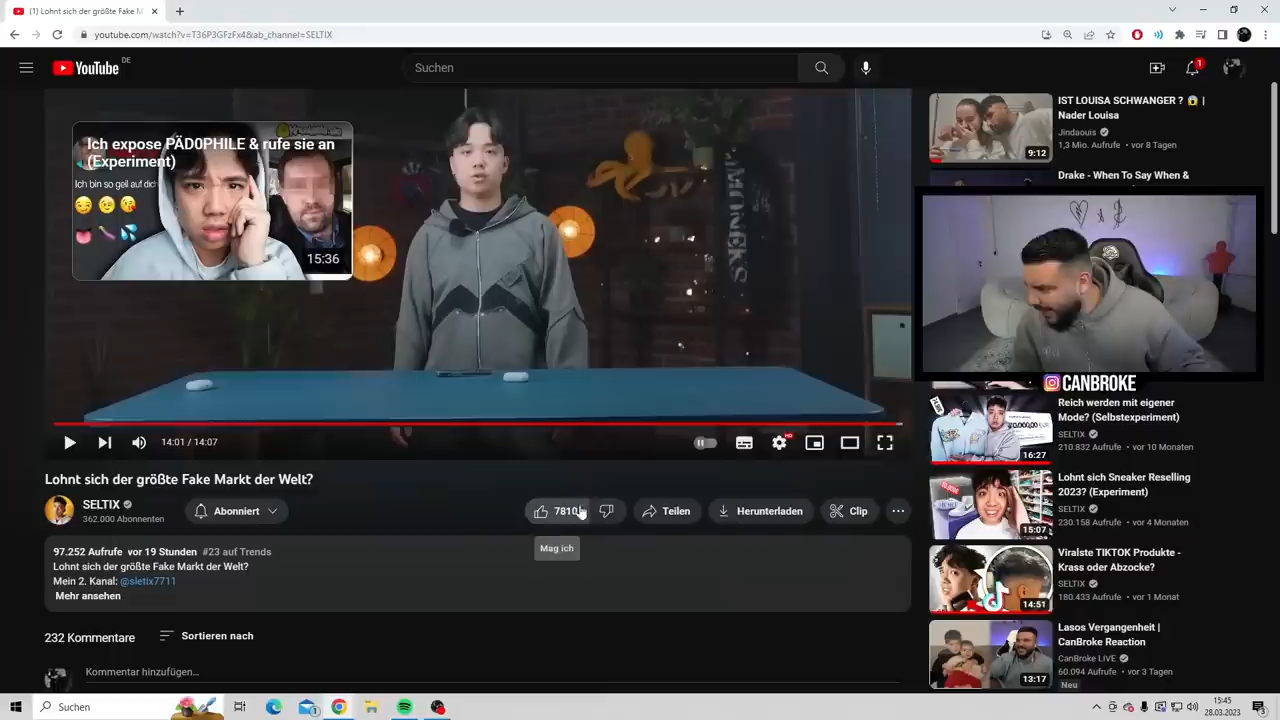 (1) Lohnt sich der größte Fake M
youtube.com/watch?v=T36P3GFzFx4&ab_channel=SELTIX
YouTube DE
Suchen
1
Ich expose PÄDOPHILE & rufe sie an
(Experiment)
Ich bin so geil auf dich
15:36
14:01 / 14:07
HD
Lohnt sich der größte Fake Markt der Welt?
SELTIX
362.000 Abonnenten
Abonniert
7810
Teilen
Herunterladen
Clip
Mag ich
97.252 Aufrufe vor 19 Stunden #23 auf Trends
Lohnt sich der größte Fake Markt der Welt?
Mein 2. Kanal: @sletix7711
Mehr ansehen
232 Kommentare
Sortieren nach
Kommentar hinzufügen...
9:12
IST LOUISA SCHWANGER ? 😱 |
Nader Louisa
Jindaouis
1,3 Mio. Aufrufe • vor 8 Tagen
Drake - When To Say When &
CANBROKE
16:27
Reich werden mit eigener
Mode? (Selbstexperiment)
SELTIX
210.832 Aufrufe • vor 10 Monaten
15:07
Lohnt sich Sneaker Reselling
2023? (Experiment)
SELTIX
230.158 Aufrufe • vor 4 Monaten
14:51
Viralste TIKTOK Produkte -
Krass oder Abzocke?
SELTIX
180.433 Aufrufe • vor 1 Monat
13:17
Lasos Vergangenheit |
CanBroke Reaction
CanBroke LiVE
60.094 Aufrufe • vor 3 Tagen
Neu
Suchen
15:45
28.03.2023